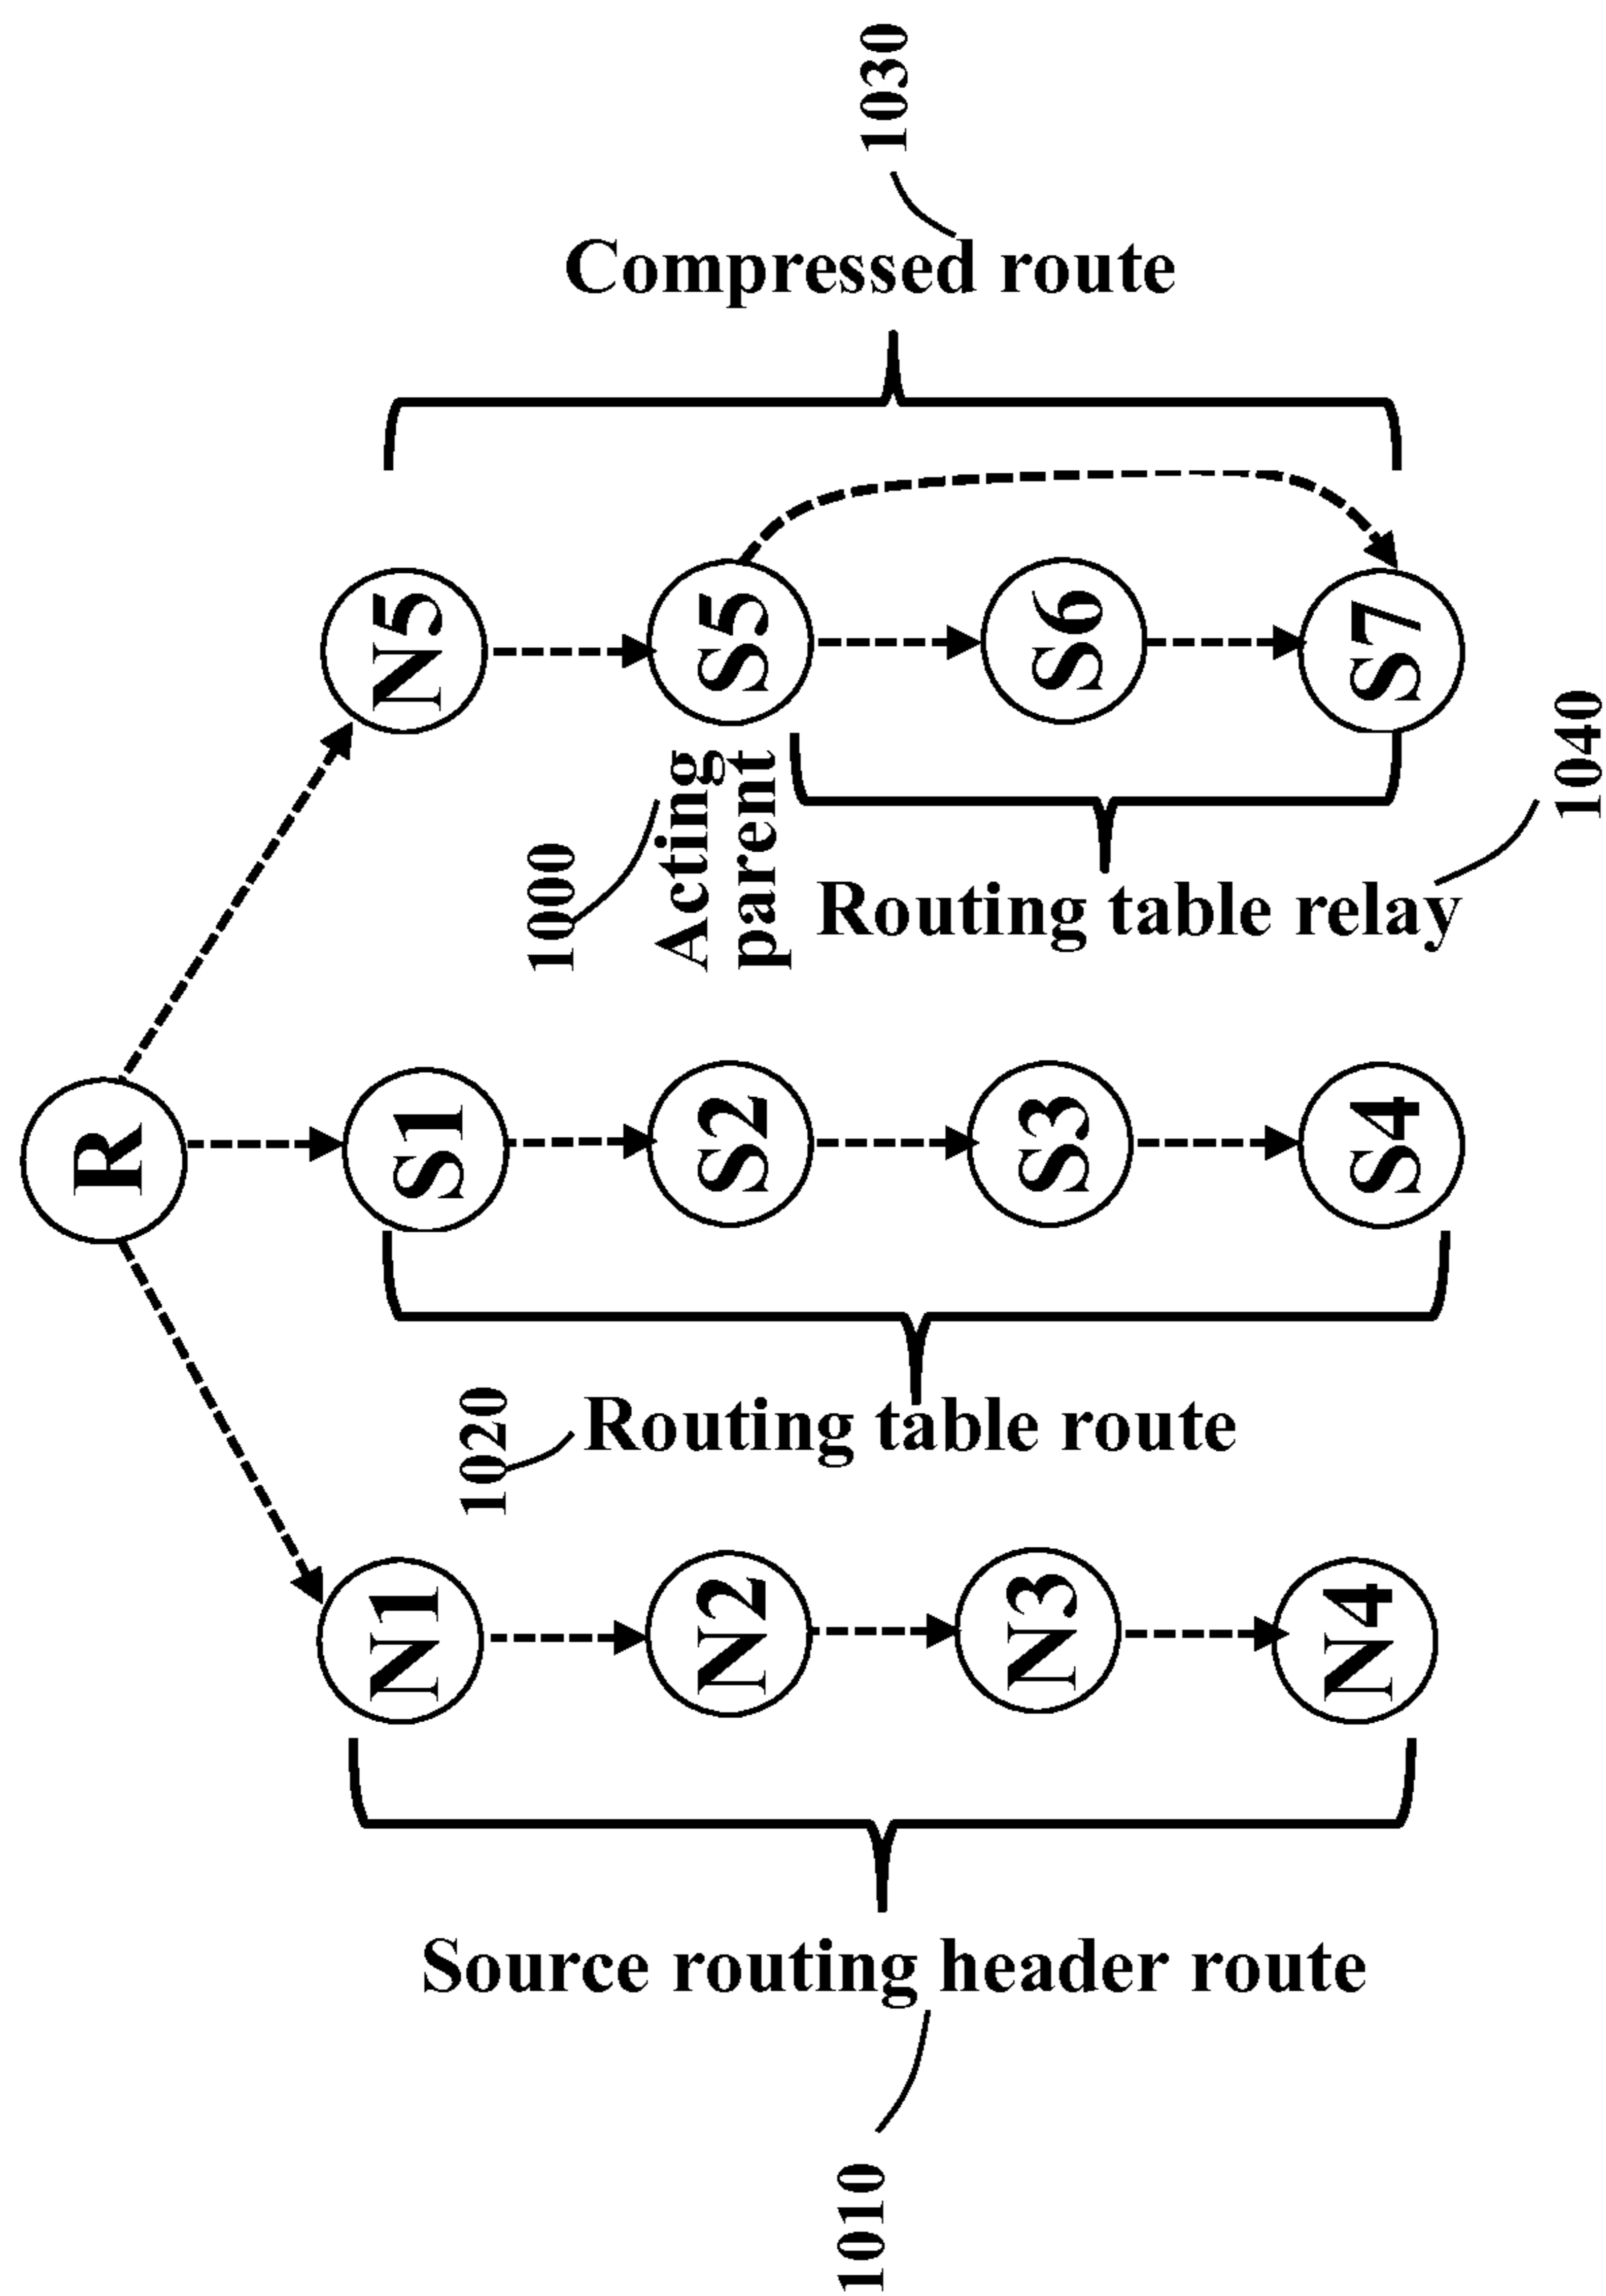 1030
Compressed route
N5
S5
S6
S7
Acting
parent
1000
Routing table relay
1040
R
S1
S2
S3
S4
1020
Routing table route
N1
N2
N3
N4
Source routing header route
1010